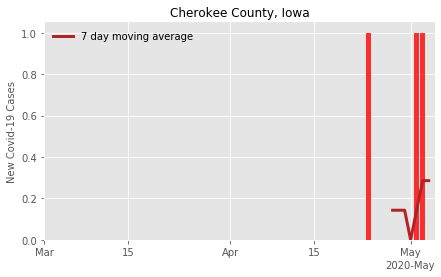 Cherokee County, Iowa
7 day moving average
New Covid-19 Cases
1.0
0.8
0.6
0.4
0.2
0.0
Mar
15
Apr
15
May
2020-May